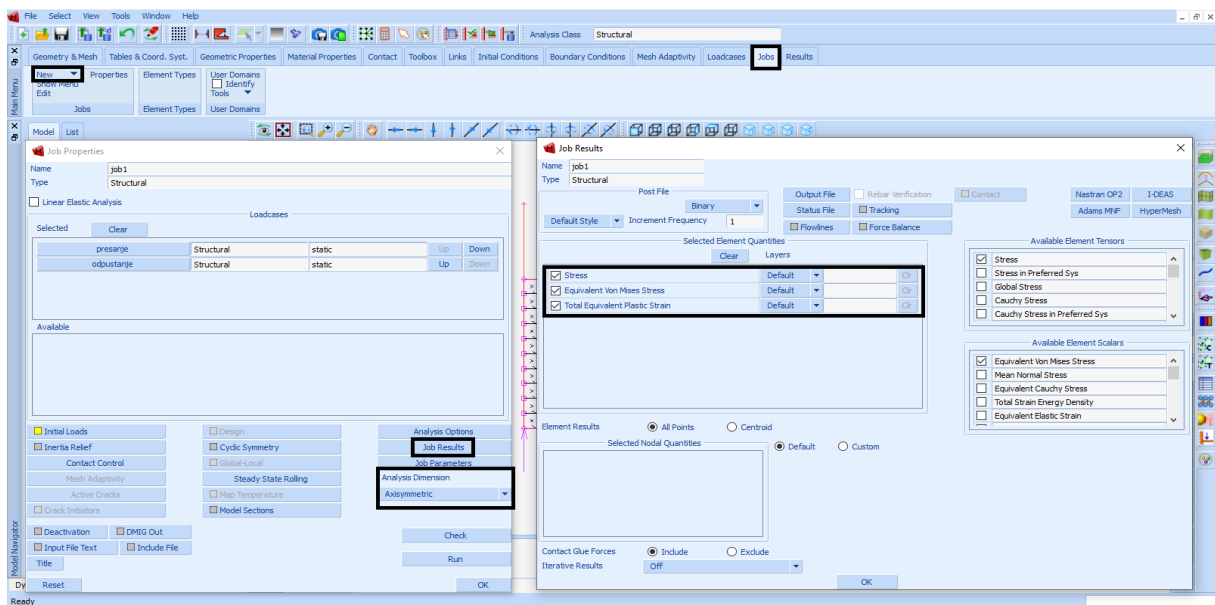 File Select View Tools Window Help
Analysis Class Structural
Geometry & Mesh Tables & Coord. Syst. Geometric Properties Material Properties Contact Toolbox Links Initial Conditions Boundary Conditions Mesh Adaptivity Loadcases Jobs Results
Main Menu
New Properties Element Types User Domains
Show Menu Identify
Edit Tools
Jobs Element Types User Domains
Model List
Job Properties
Name job1
Type Structural
Linear Elastic Analysis
Loadcases
Selected Clear
presanje Structural static Up Down
odpustanje Structural static Up Down
Available
Initial Loads Design Analysis Options
Inertia Relief Cyclic Symmetry Job Results
Contact Control Global-Local Job Parameters
Mesh Adaptivity Steady State Rolling Analysis Dimension
Active Cracks Map Temperature Axisymmetric
Crack Initiators Model Sections
Deactivation DMIG Out Check
Input File Text Include File
Title Run
Reset OK
Model Navigator
Dy
Ready
Job Results
Name job1
Type Structural
Post File
Binary
Default Style Increment Frequency 1
Output File Rebar Verification Contact Nastran OP2 I-DEAS
Status File Tracking Adams MNF HyperMesh
Flowlines Force Balance
Selected Element Quantities
Clear Layers
Stress Default Clr
Equivalent Von Mises Stress Default Clr
Total Equivalent Plastic Strain Default Clr
Available Element Tensors
Stress
Stress in Preferred Sys
Global Stress
Cauchy Stress
Cauchy Stress in Preferred Sys
Available Element Scalars
Equivalent Von Mises Stress
Mean Normal Stress
Equivalent Cauchy Stress
Total Strain Energy Density
Equivalent Elastic Strain
Element Results All Points Centroid
Selected Nodal Quantities
Default Custom
Contact Glue Forces Include Exclude
Iterative Results Off
OK